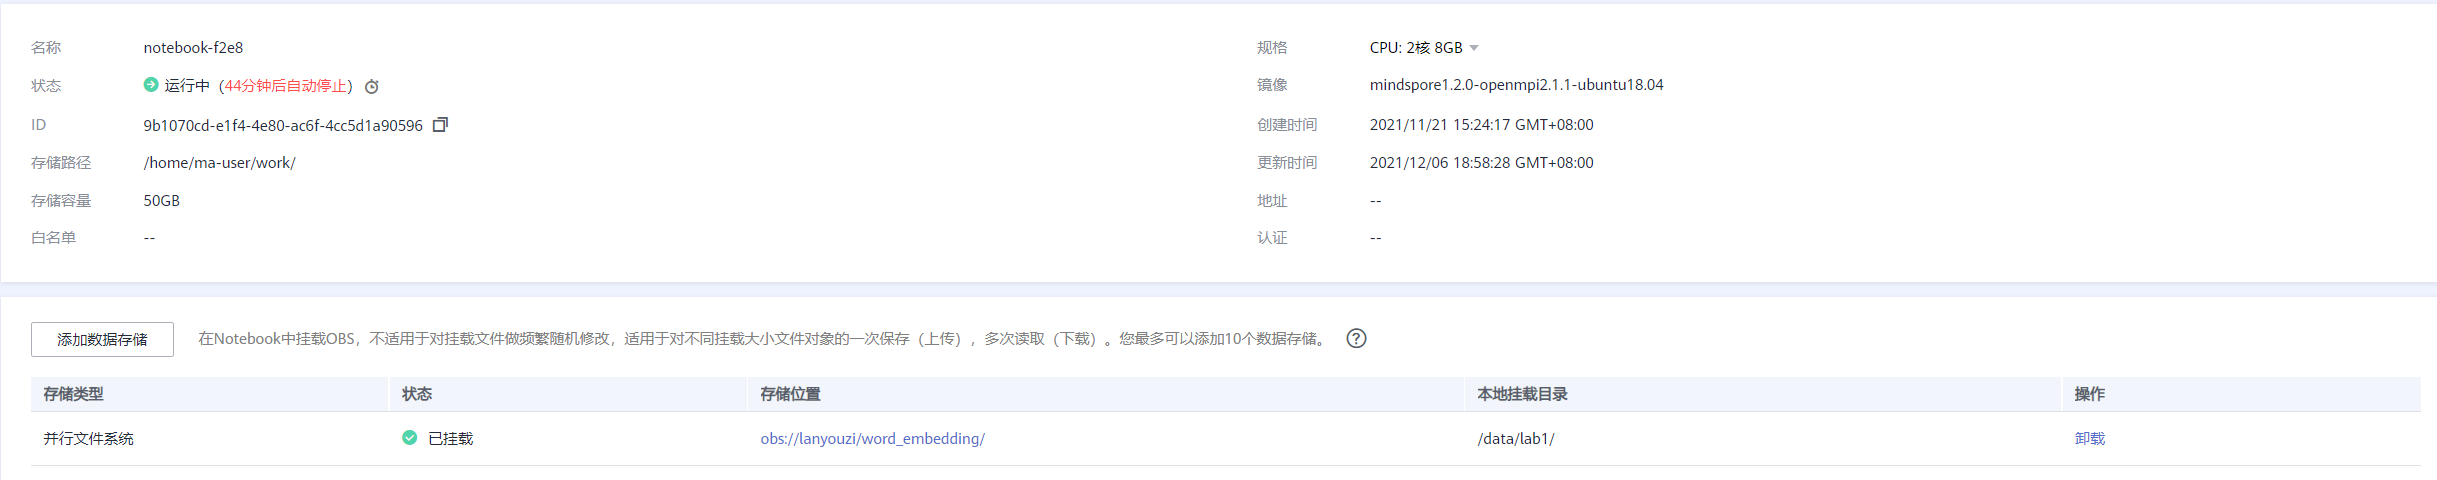 名称 notebook-f2e8 规格 CPU: 2核 8GB
状态 运行中（44分钟后自动停止） 镜像 mindspore1.2.0-openmpi2.1.1-ubuntu18.04
ID 9b1070cd-e1f4-4e80-ac6f-4cc5d1a90596 创建时间 2021/11/21 15:24:17 GMT+08:00
存储路径 /home/ma-user/work/ 更新时间 2021/12/06 18:58:28 GMT+08:00
存储容量 50GB 地址 --
白名单 -- 认证 --
添加数据存储 在Notebook中挂载OBS，不适用于对挂载文件做频繁随机修改，适用于对不同挂载大小文件对象的一次保存（上传），多次读取（下载）。您最多可以添加10个数据存储。 ?
存储类型 状态 存储位置 本地挂载目录 操作
并行文件系统 已挂载 obs://lanyouzi/word_embedding/ /data/lab1/ 卸载